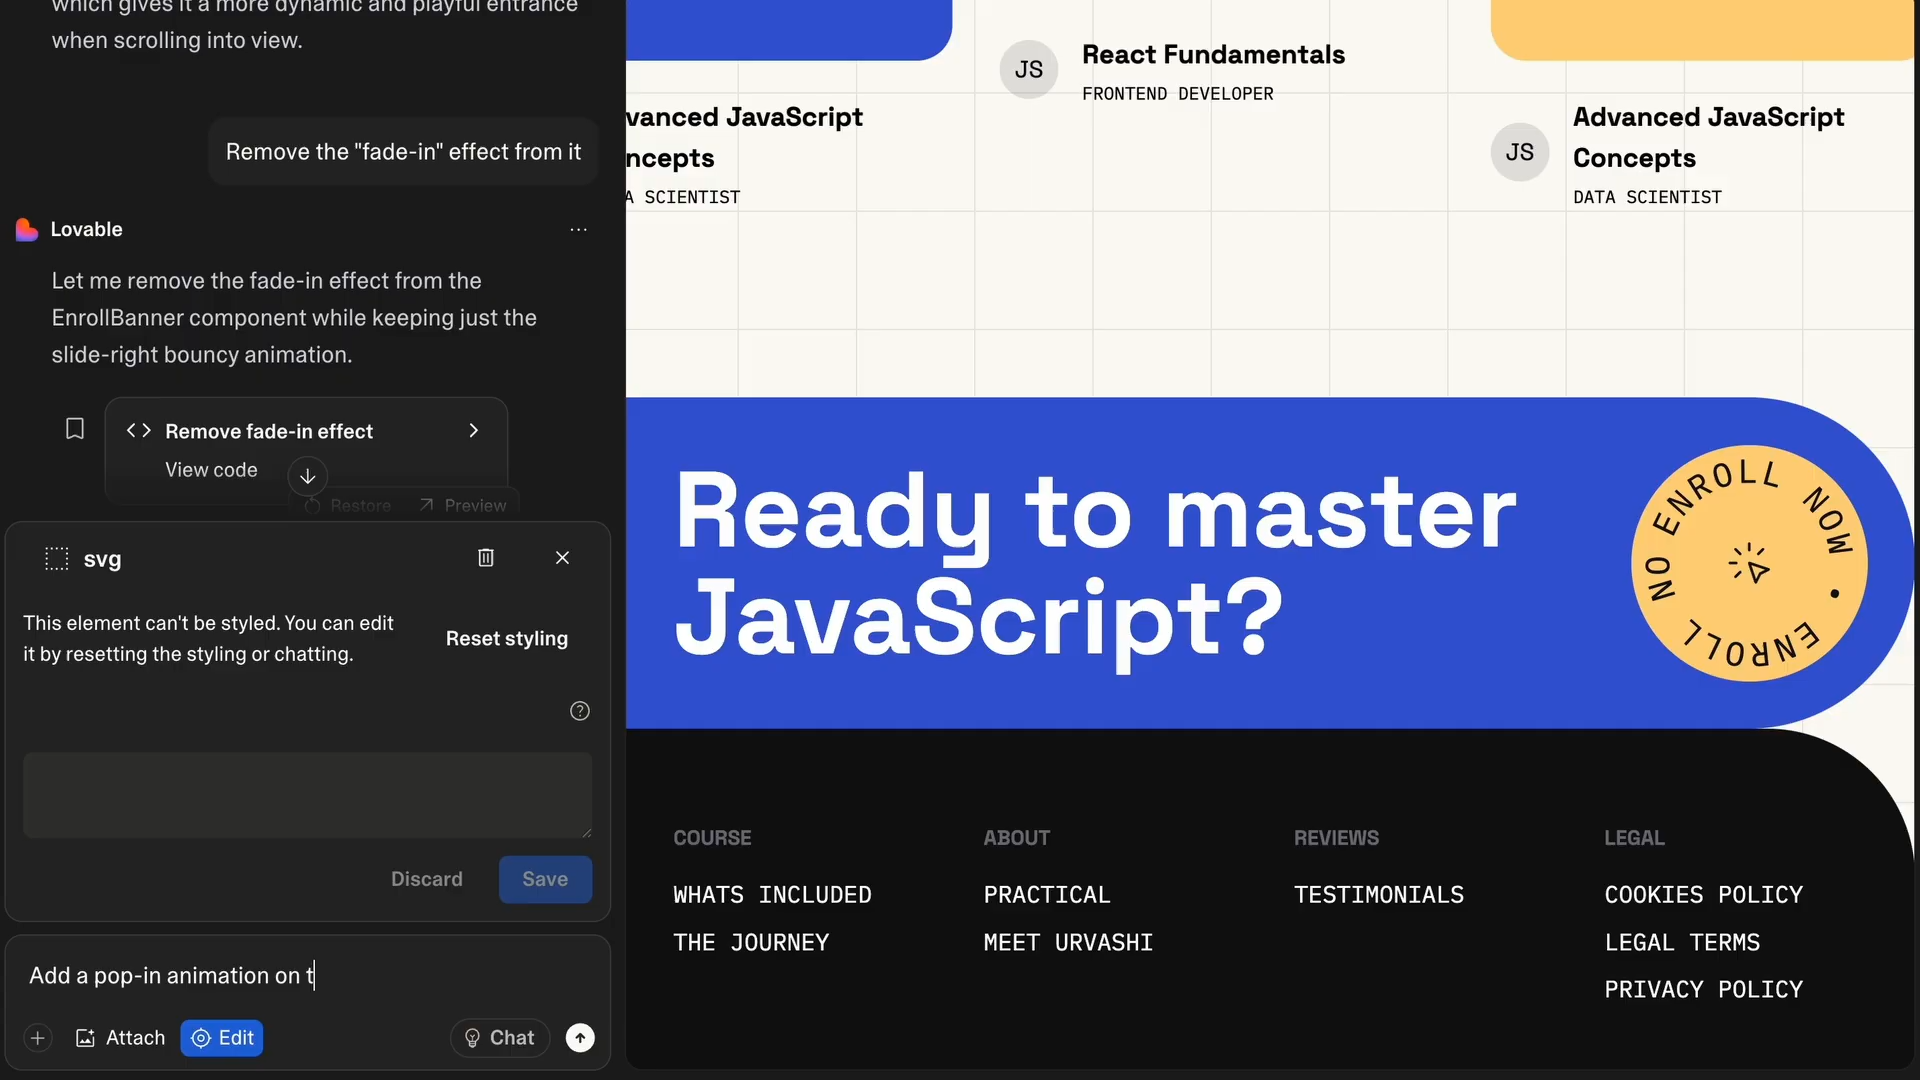 which gives it a more dynamic and playful entrance
when scrolling into view.
Remove the "fade-in" effect from it
Lovable
Let me remove the fade-in effect from the
EnrollBanner component while keeping just the
slide-right bouncy animation.
Remove fade-in effect
View code
Restore
Preview
svg
This element can't be styled. You can edit
it by resetting the styling or chatting.
Reset styling
Discard
Save
Add a pop-in animation on t
Attach
Edit
Chat
vanced JavaScript
ncepts
A SCIENTIST
JS
React Fundamentals
FRONTEND DEVELOPER
JS
Advanced JavaScript
Concepts
DATA SCIENTIST
Ready to master
JavaScript?
ENROLL NOW • ENROLL NO
COURSE
WHATS INCLUDED
THE JOURNEY
ABOUT
PRACTICAL
MEET URVASHI
REVIEWS
TESTIMONIALS
LEGAL
COOKIES POLICY
LEGAL TERMS
PRIVACY POLICY